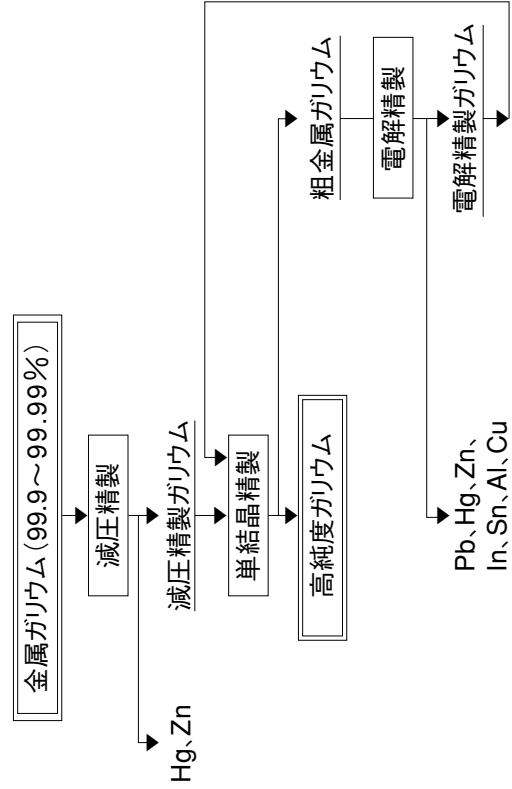 金属ガリウム(99.9～99.99%)
減圧精製
Hg、Zn
減圧精製ガリウム
単結晶精製
高純度ガリウム
粗金属ガリウム
電解精製
Pb、Hg、Zn、
In、Sn、Al、Cu
電解精製ガリウム